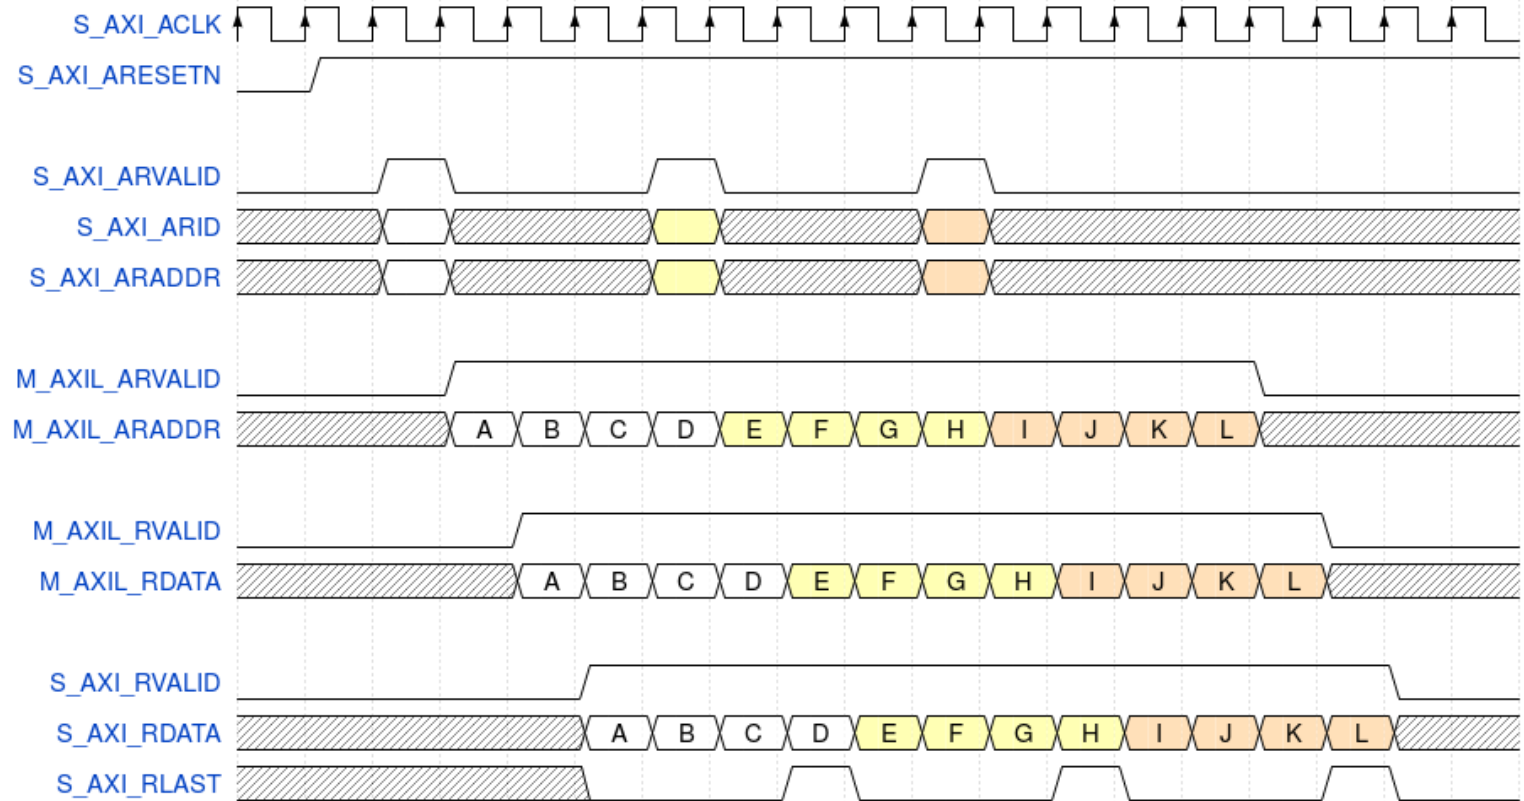 S_AXI_ACLK
S_AXI_ARESETN
S_AXI_ARVALID
S_AXI_ARID
S_AXI_ARADDR
M_AXIL_ARVALID
M_AXIL_ARADDR A B C D E F G H I J K L
M_AXIL_RVALID
M_AXIL_RDATA A B C D E F G H I J K L
S_AXI_RVALID
S_AXI_RDATA A B C D E F G H I J K L
S_AXI_RLAST